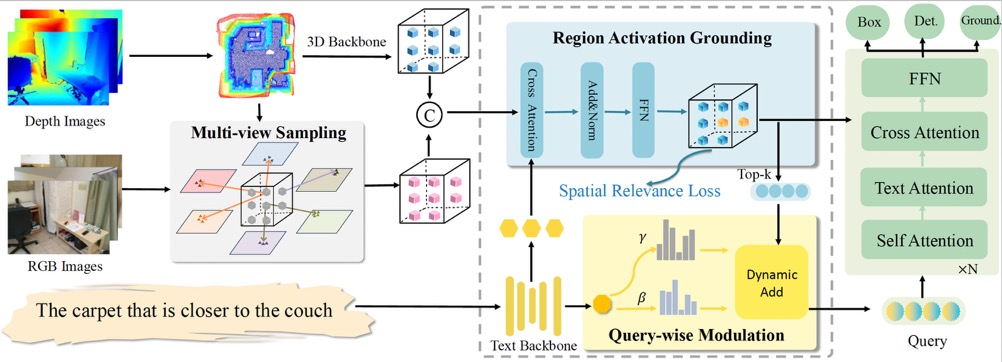 Depth Images
3D Backbone
Multi-view Sampling
RGB Images
The carpet that is closer to the couch
C
Region Activation Grounding
Cross Attention
Add&Norm
FFN
Spatial Relevance Loss
Top-k
Text Backbone
γ
β
Dynamic
Add
Query-wise Modulation
Box
Det.
Ground.
FFN
Cross Attention
Text Attention
Self Attention
×N
Query